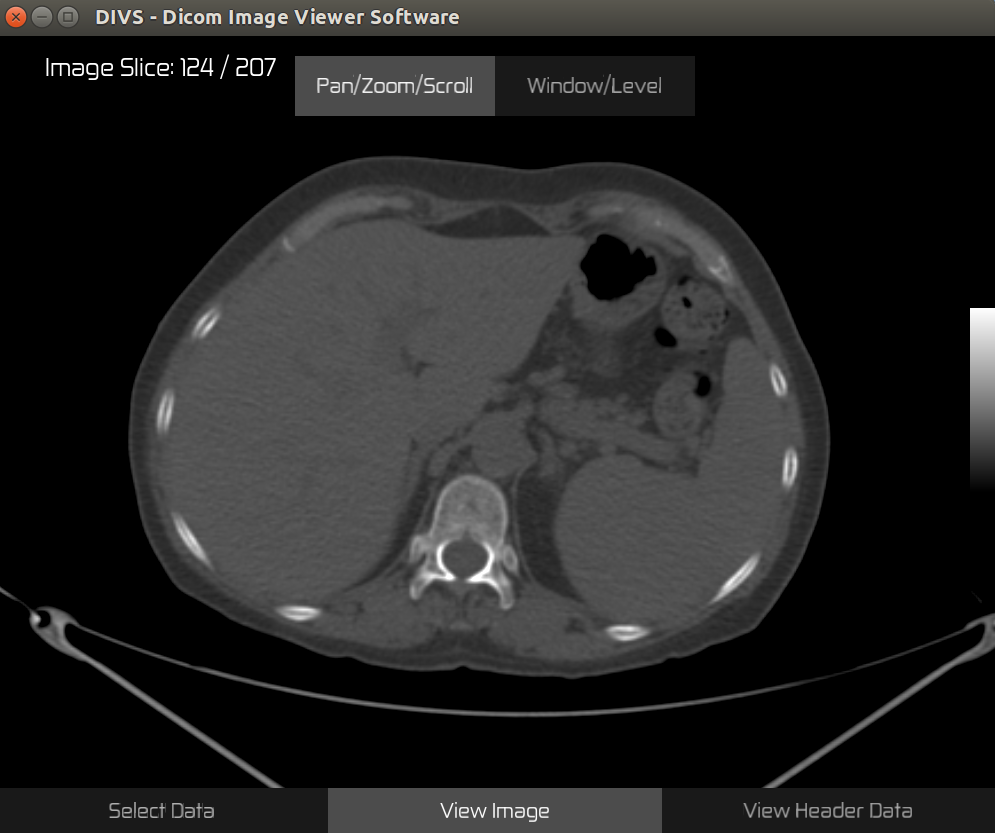 DIVS - Dicom Image Viewer Software
Image Slice: 124 / 207
Pan/Zoom/Scroll
Window/Level
Select Data
View Image
View Header Data